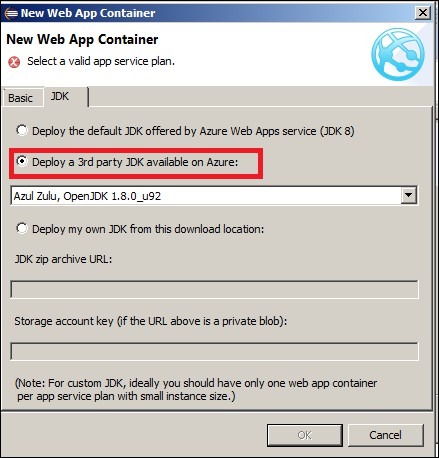 New Web App Container
New Web App Container
Select a valid app service plan.
Basic
JDK
Deploy the default JDK offered by Azure Web Apps service (JDK 8)
Deploy a 3rd party JDK available on Azure:
Azul Zulu, OpenJDK 1.8.0_u92
Deploy my own JDK from this download location:
JDK zip archive URL:
Storage account key (if the URL above is a private blob):
(Note: For custom JDK, ideally you should have only one web app container
per app service plan with small instance size.)
OK
Cancel